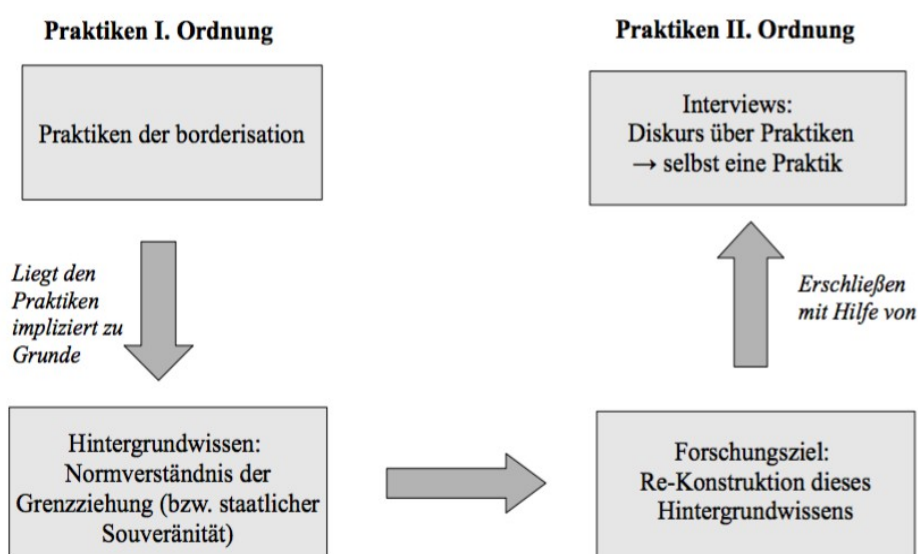 Praktiken I. Ordnung
Praktiken der borderisation
Liegt den
Praktiken
impliziert zu
Grunde
Hintergrundwissen:
Normverständnis der
Grenzziehung (bzw. staatlicher
Souveränität)
Praktiken II. Ordnung
Interviews:
Diskurs über Praktiken
→ selbst eine Praktik
Erschließen
mit Hilfe von
Forschungsziel:
Re-Konstruktion dieses
Hintergrundwissens